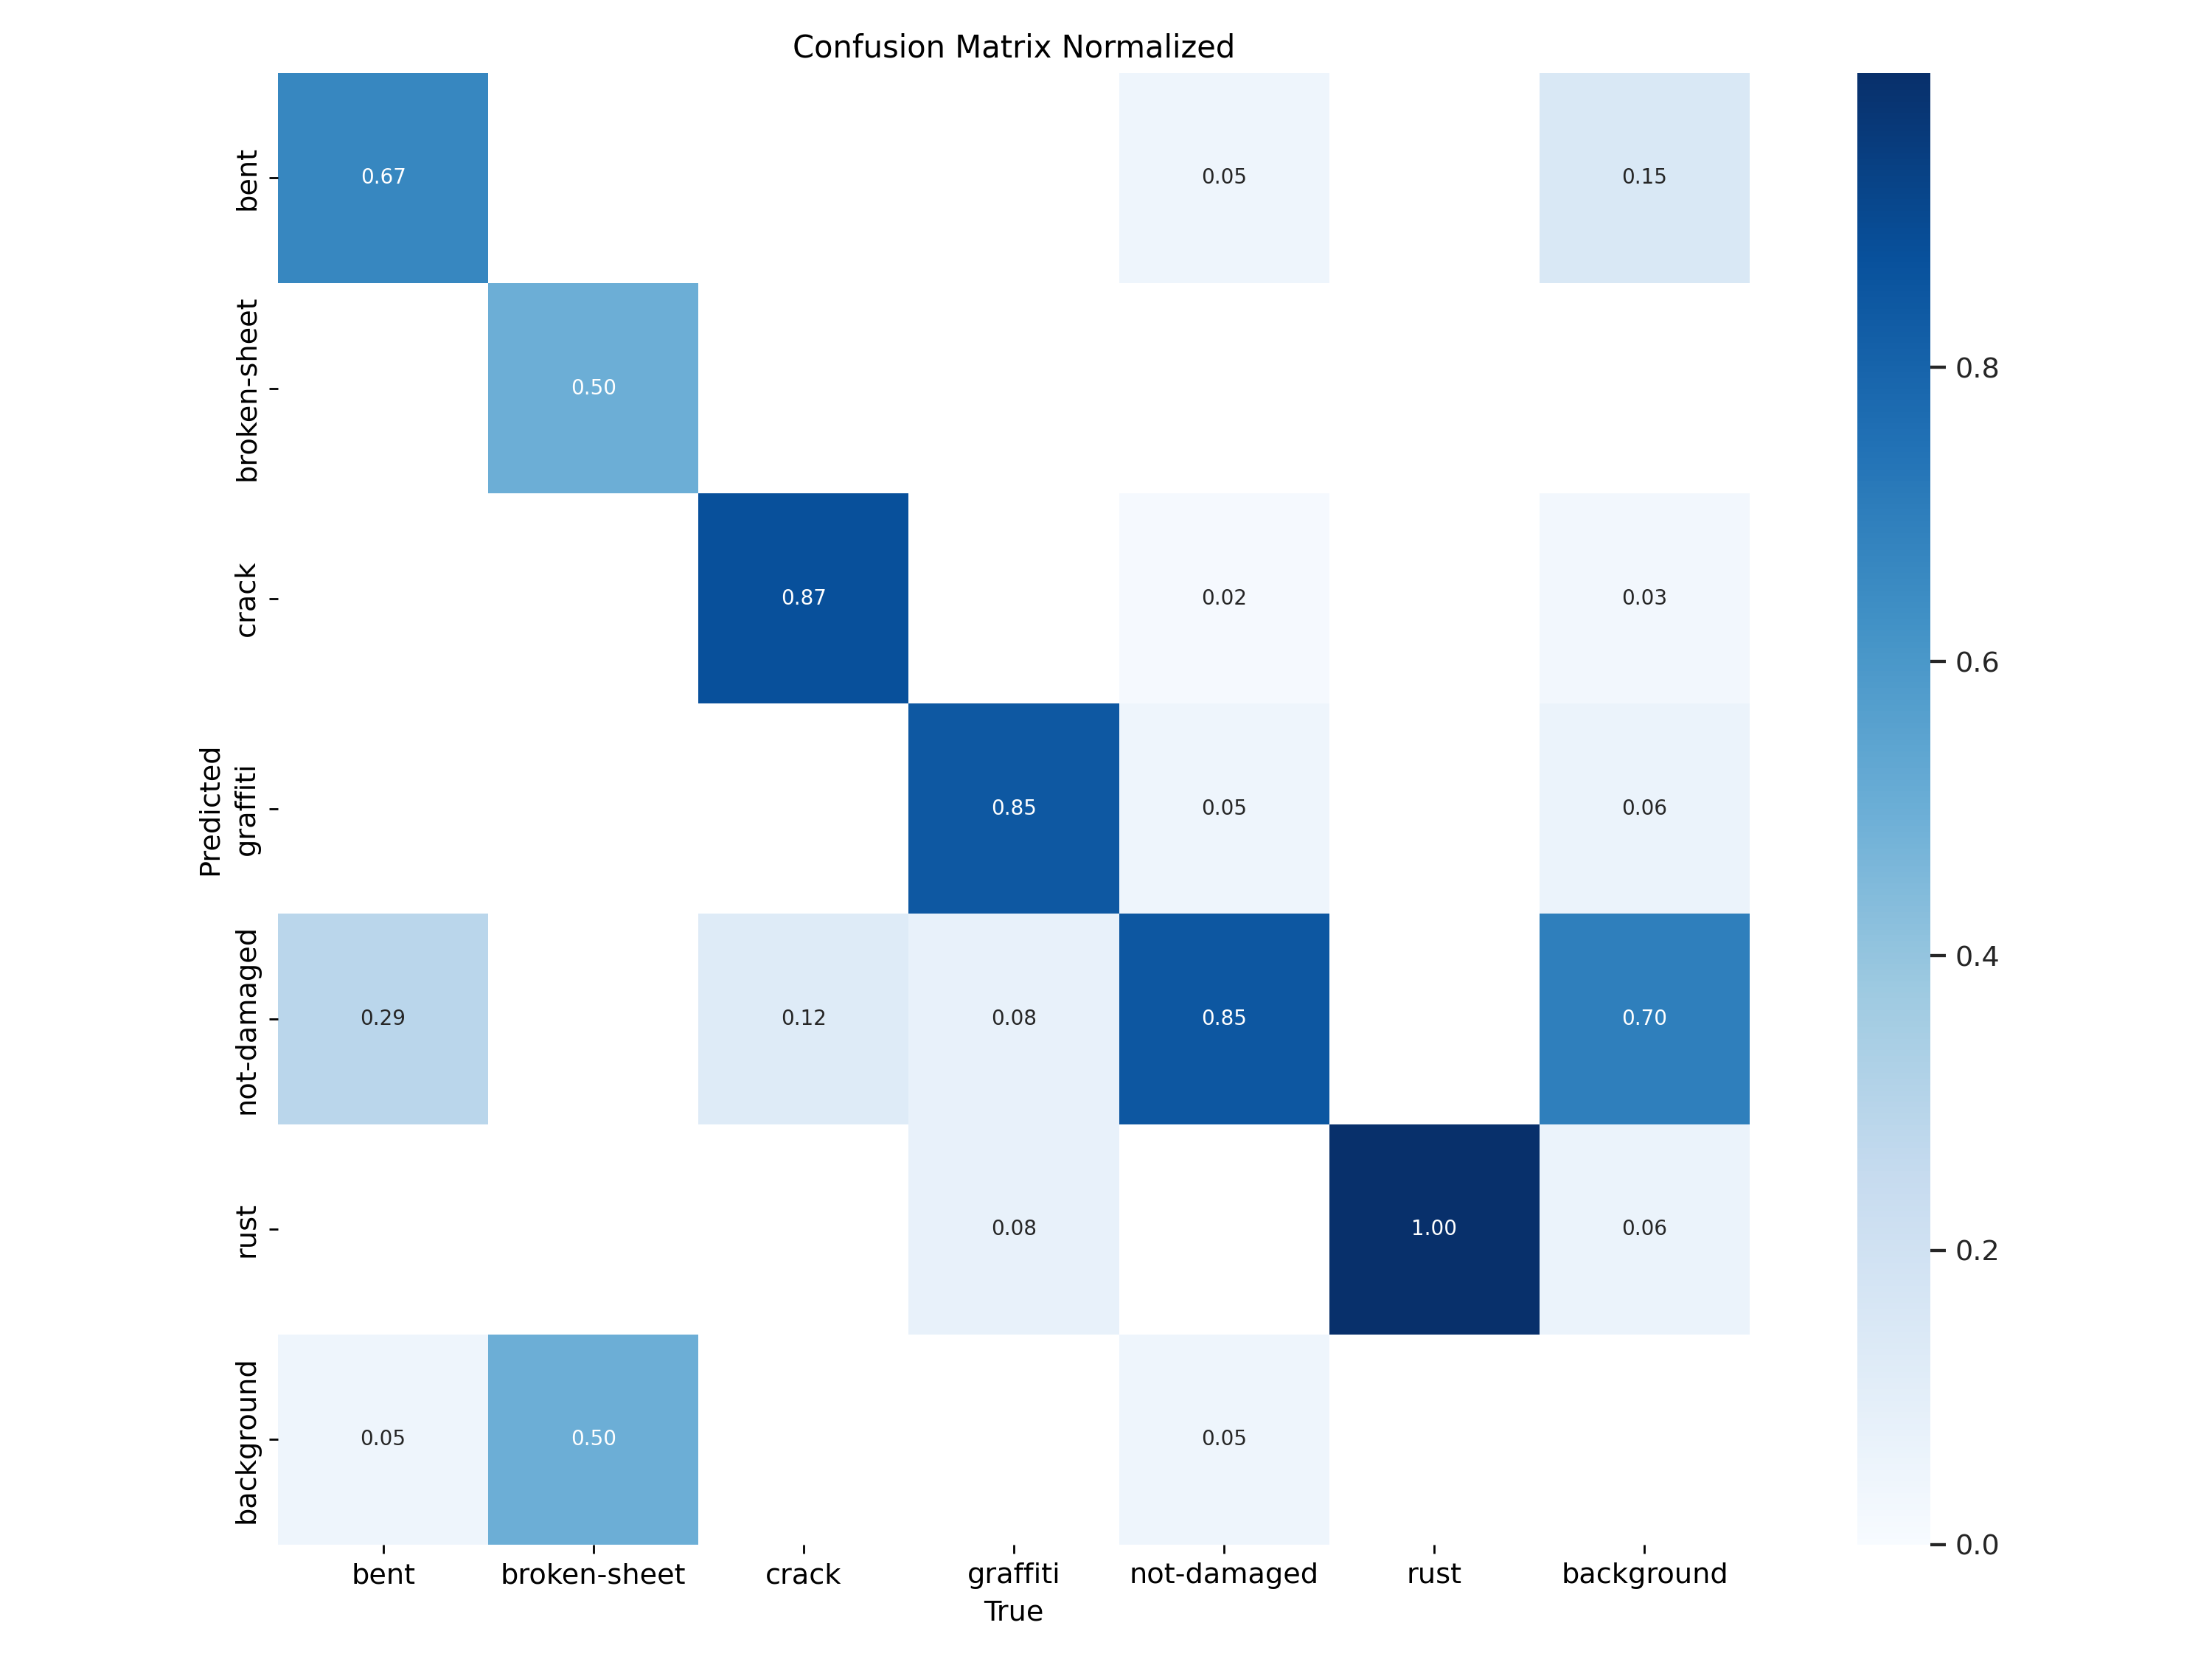 Confusion Matrix Normalized
bent
0.67
0.05
0.15
broken-sheet
0.50
crack
0.87
0.02
0.03
graffiti
0.85
0.05
0.06
not-damaged
0.29
0.12
0.08
0.85
0.70
rust
0.08
1.00
0.06
background
0.05
0.50
0.05
Predicted
bent
broken-sheet
crack
graffiti
not-damaged
rust
background
True
0.8
0.6
0.4
0.2
0.0